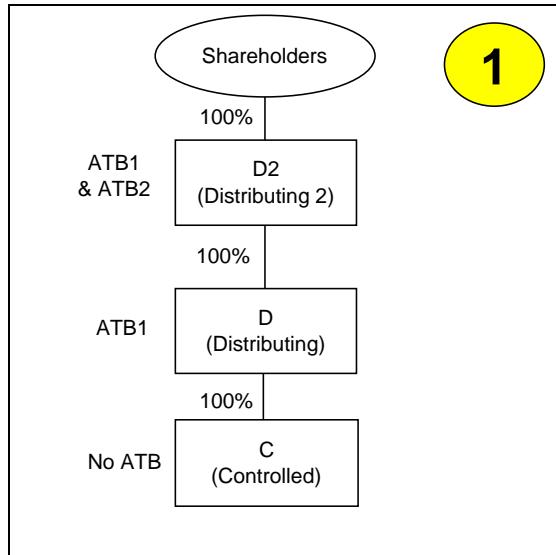 Shareholders
1
100%
ATB1
& ATB2
D2
(Distributing 2)
100%
ATB1
D
(Distributing)
100%
No ATB
C
(Controlled)